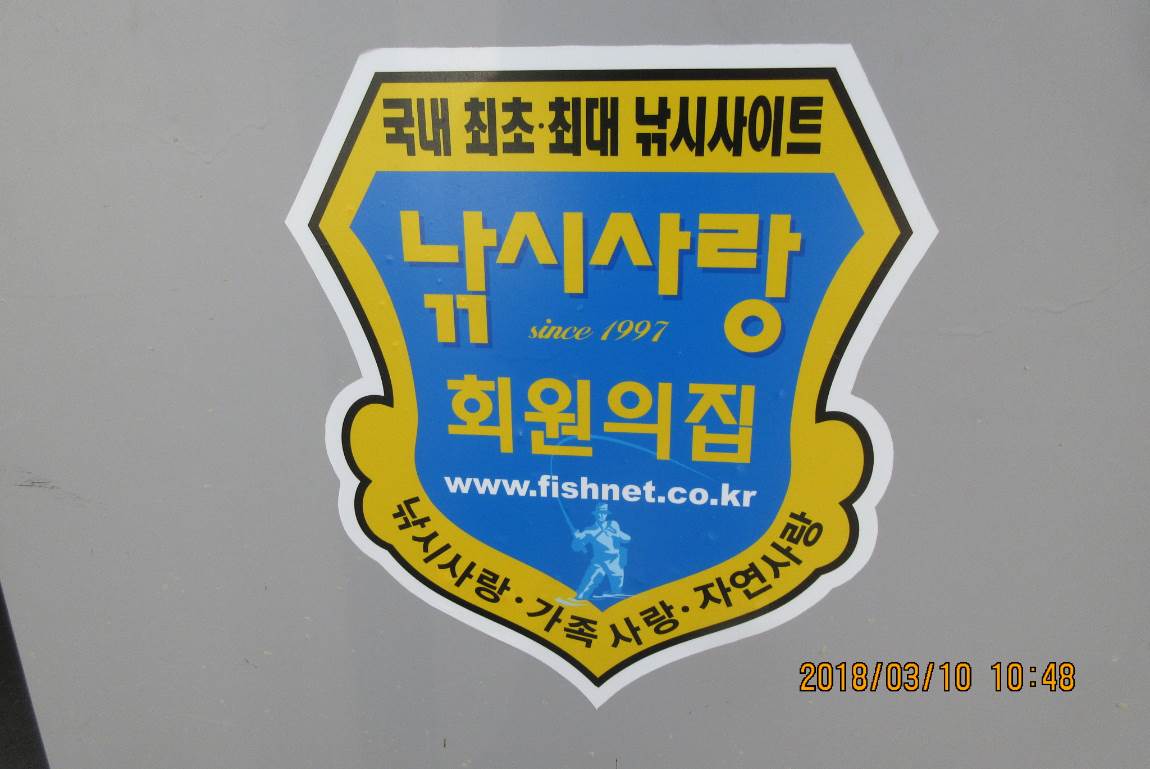 국내 최초·최대 낚시사이트
낚시사랑
since 1997
회원의집
www.fishnet.co.kr
낚시사랑·가족사랑·자연사랑
2018/03/10 10:48